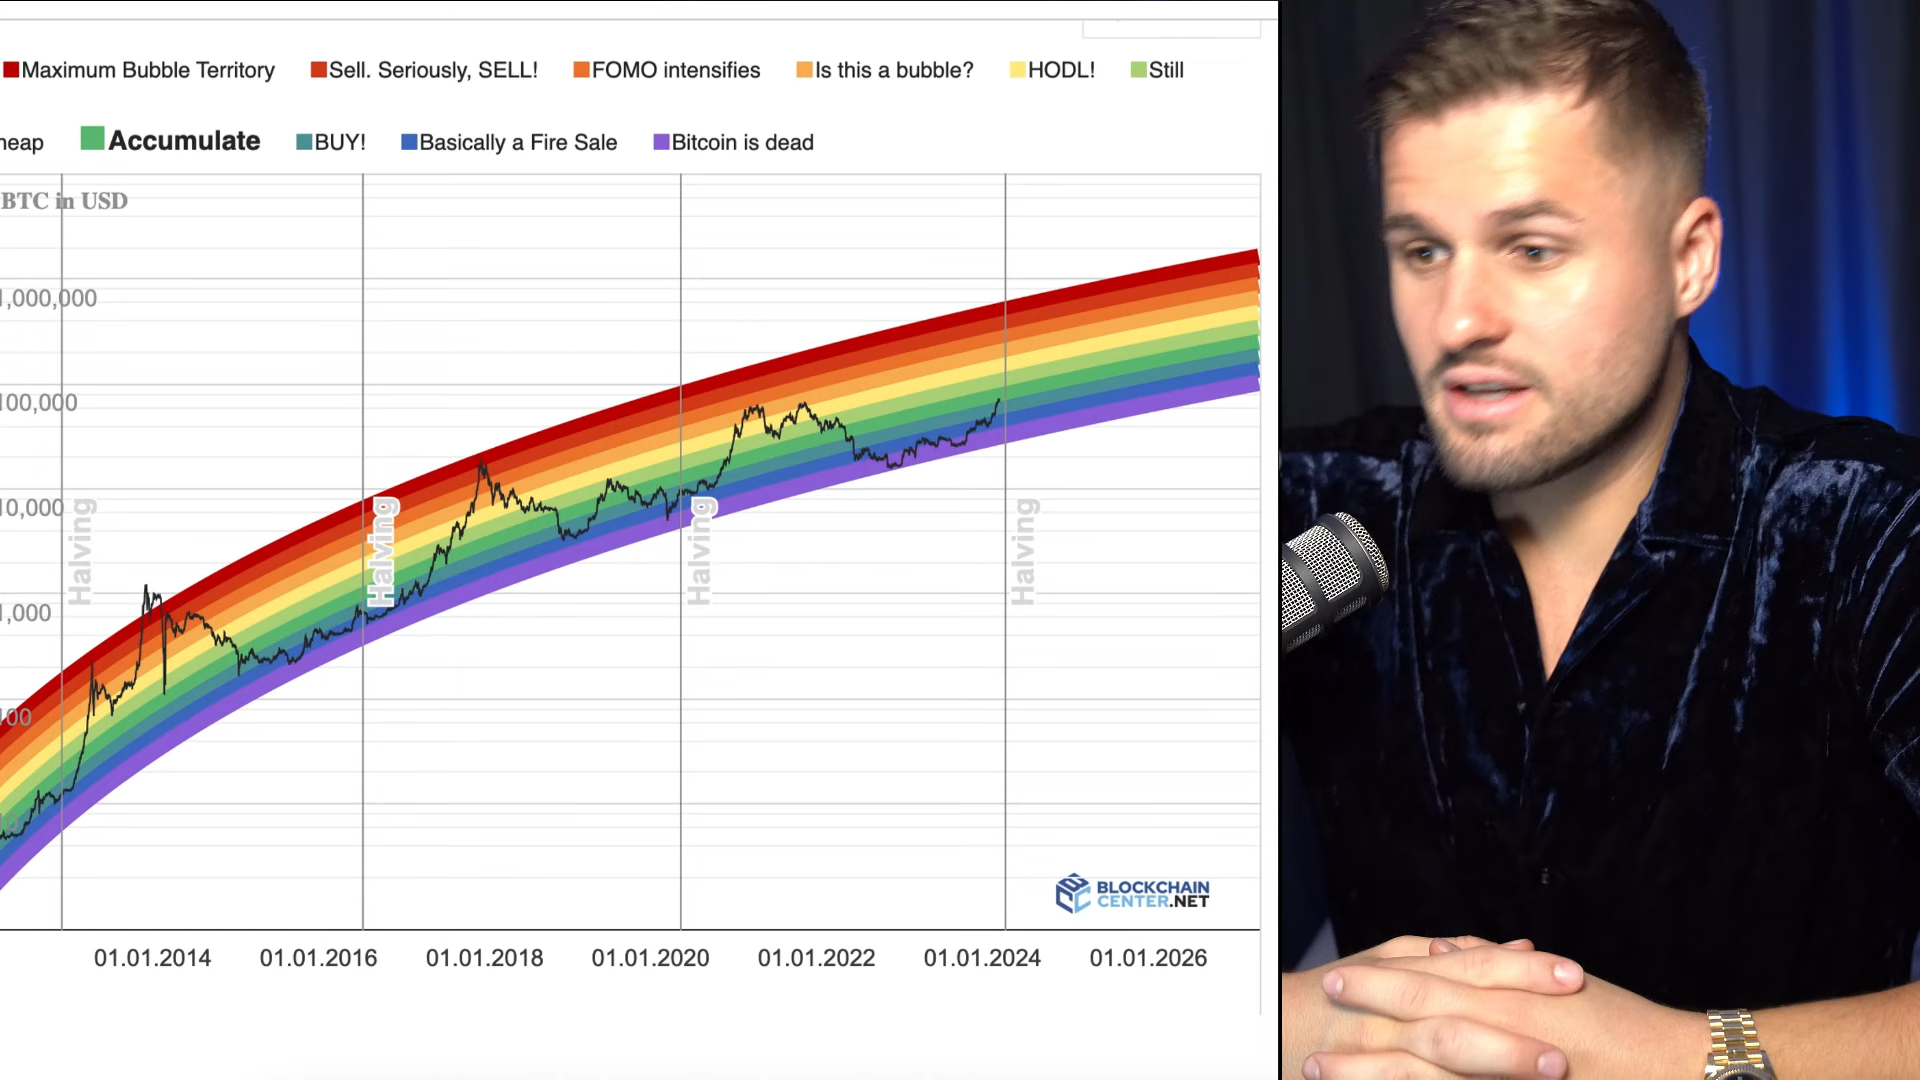 Maximum Bubble Territory Sell. Seriously, SELL! FOMO intensifies Is this a bubble? HODL! Still
heap Accumulate BUY! Basically a Fire Sale Bitcoin is dead
BTC in USD
1,000,000
100,000
10,000
1,000
100
10
Halving
Halving
Halving
Halving
BLOCKCHAIN
CENTER.NET
01.01.2014 01.01.2016 01.01.2018 01.01.2020 01.01.2022 01.01.2024 01.01.2026